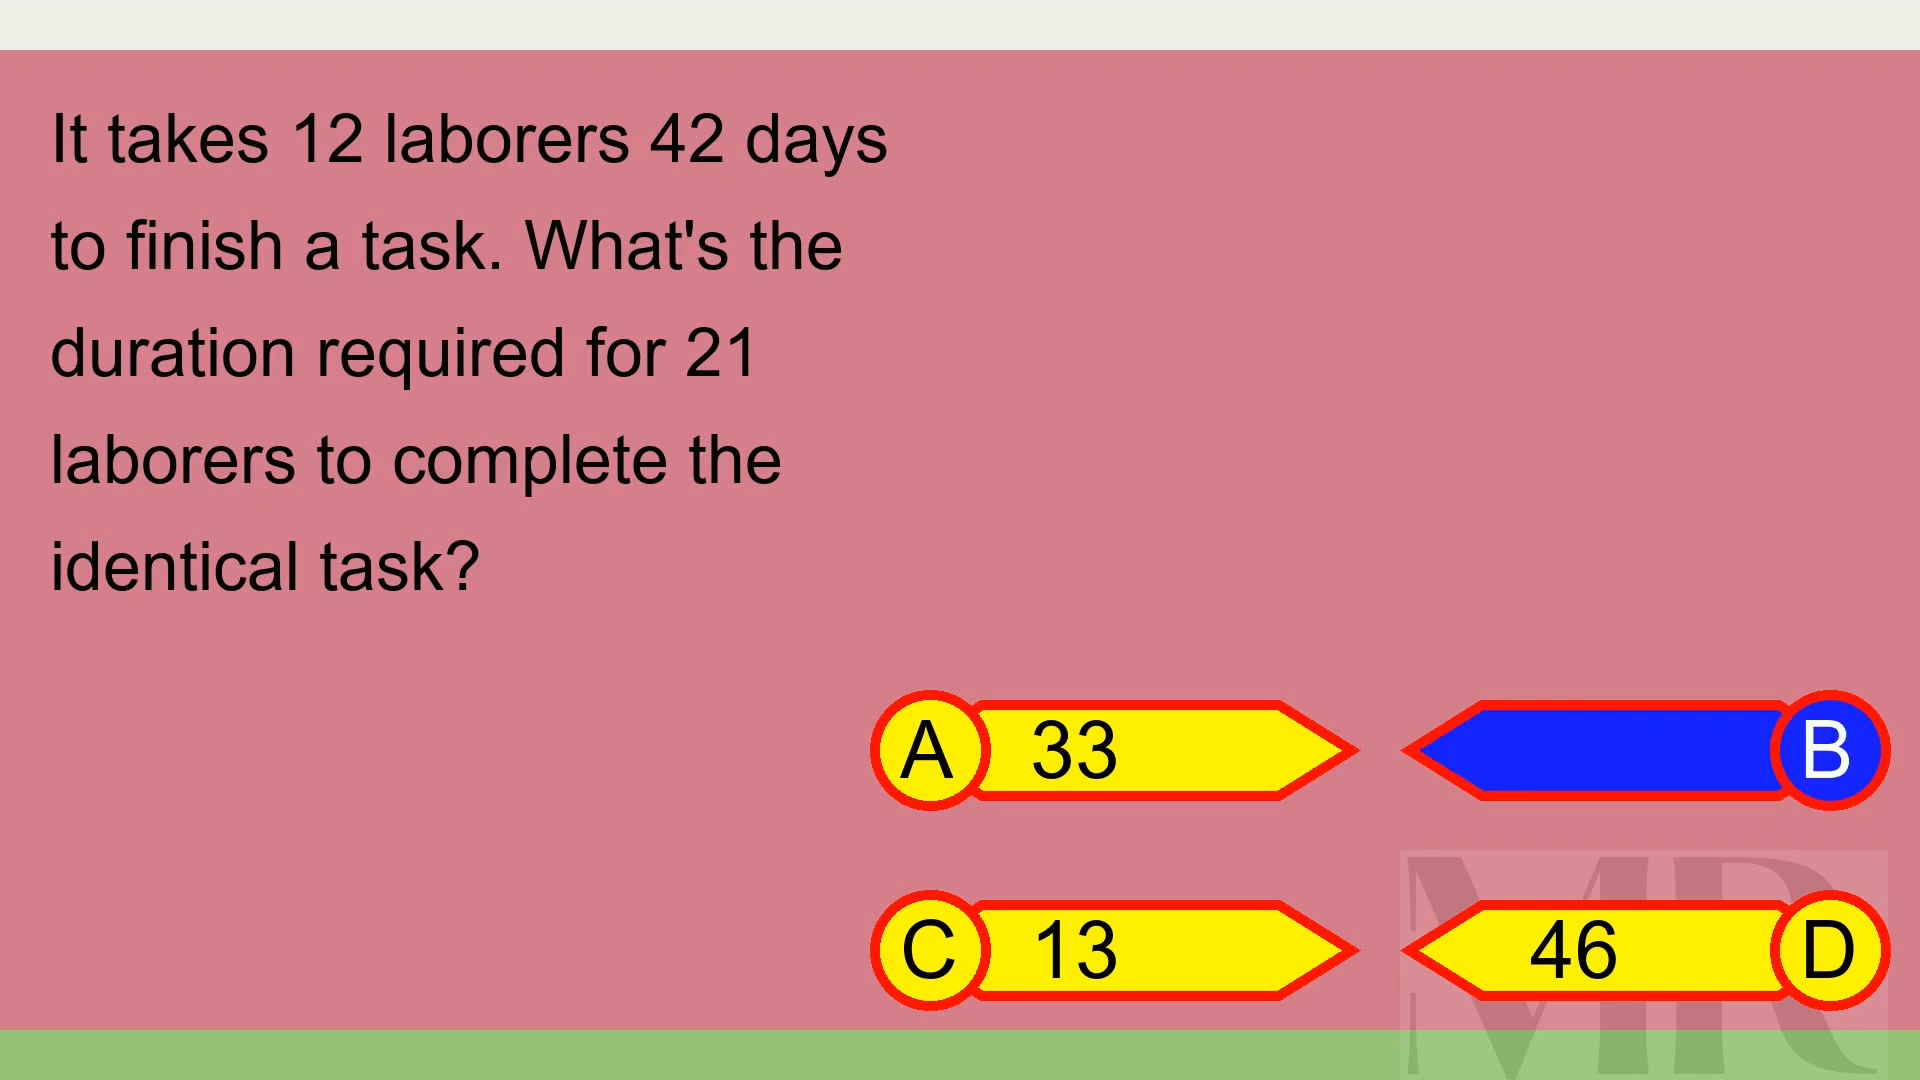 It takes 12 laborers 42 days
to finish a task. What's the
duration required for 21
laborers to complete the
identical task?
A 33
B
C 13
46 D
MR